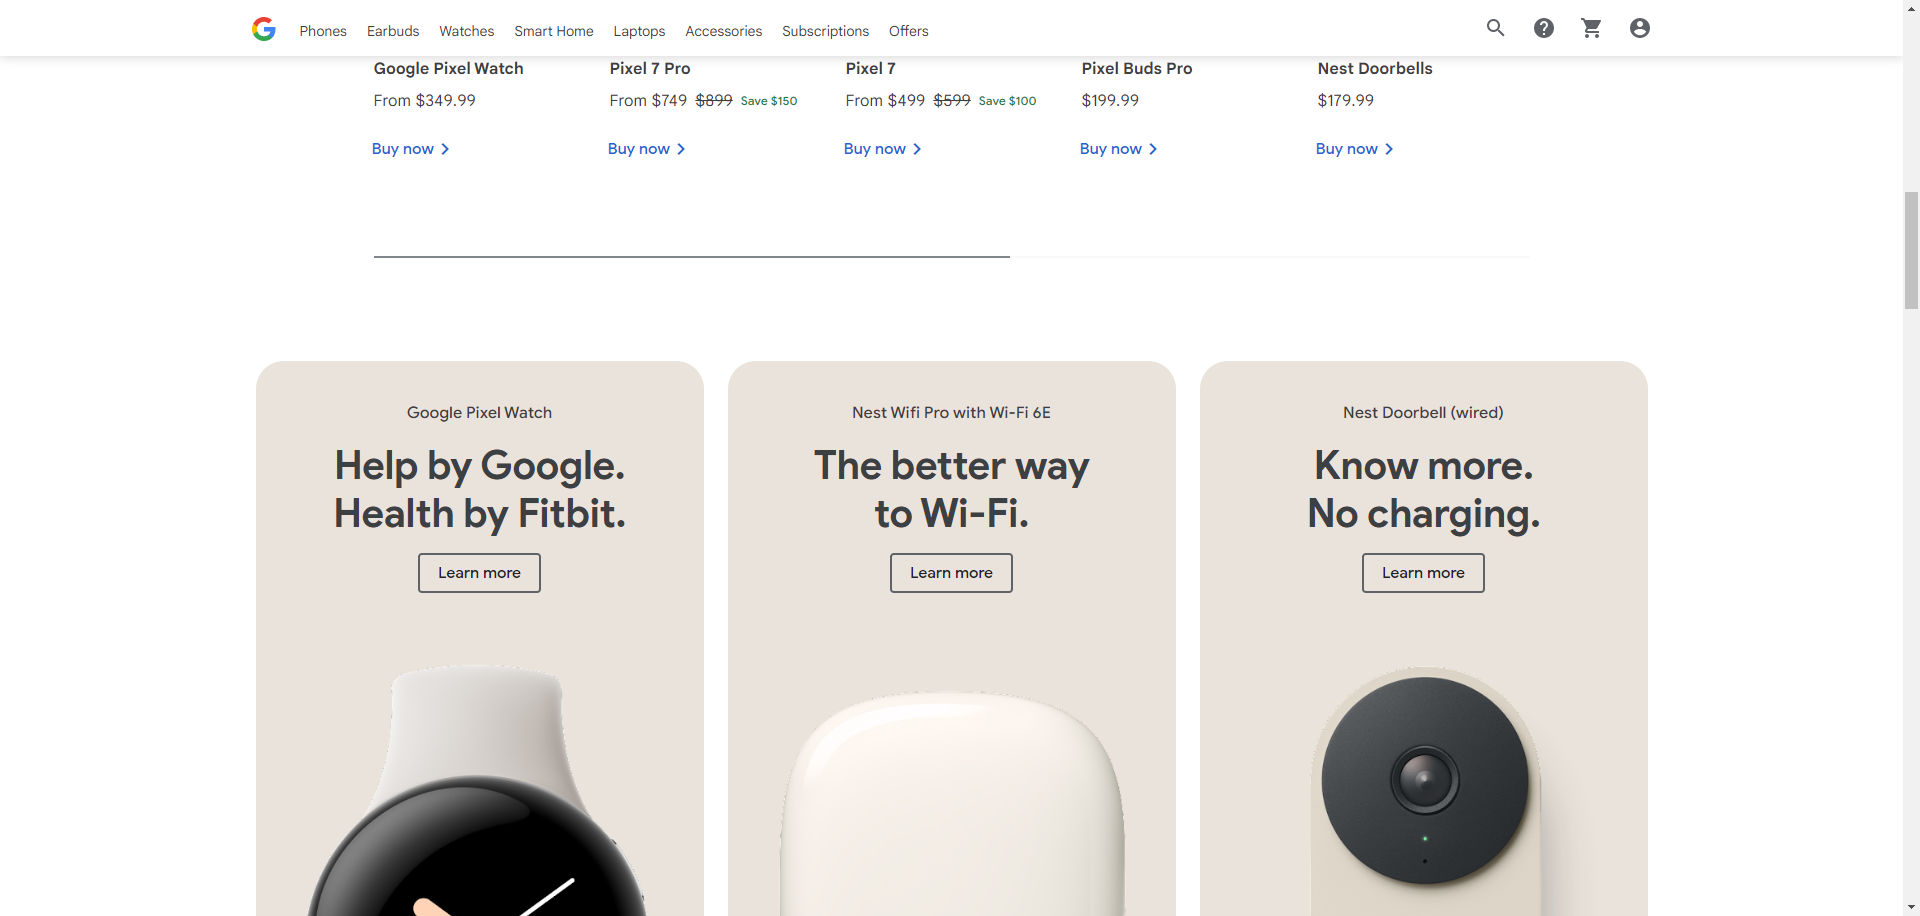 Phones Earbuds Watches Smart Home Laptops Accessories Subscriptions Offers
Google Pixel Watch
From $349.99
Buy now
Pixel 7 Pro
From $749 $899 Save $150
Buy now
Pixel 7
From $499 $599 Save $100
Buy now
Pixel Buds Pro
$199.99
Buy now
Nest Doorbells
$179.99
Buy now
Google Pixel Watch
Help by Google.
Health by Fitbit.
Learn more
Nest Wifi Pro with Wi-Fi 6E
The better way
to Wi-Fi.
Learn more
Nest Doorbell (wired)
Know more.
No charging.
Learn more